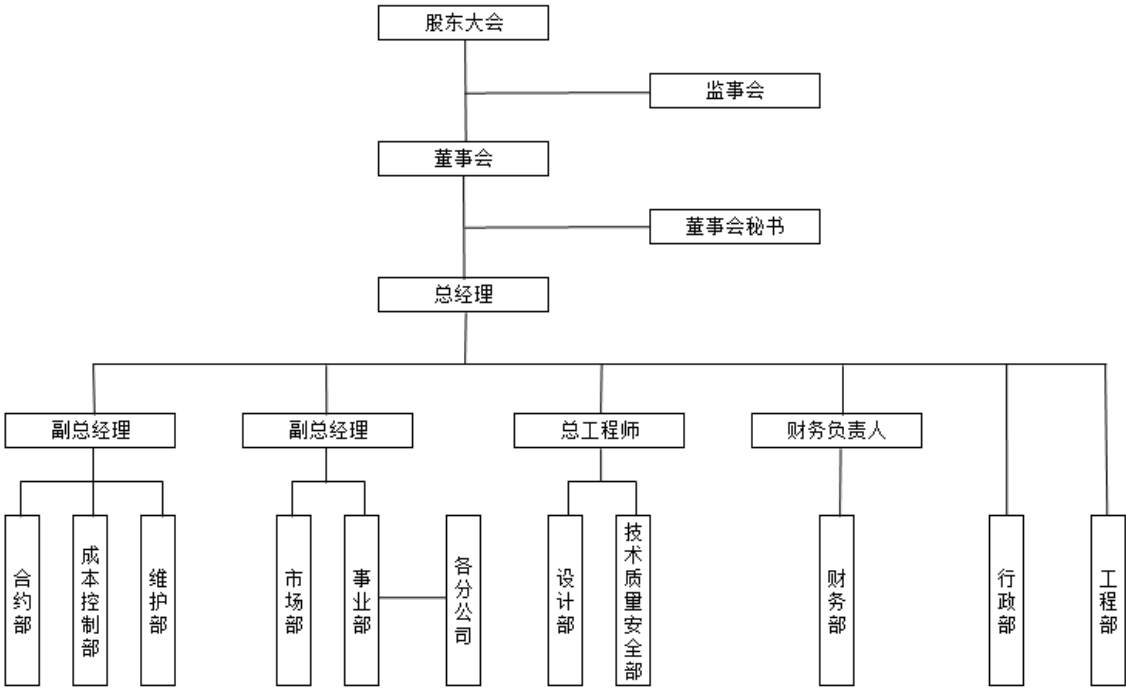 股东大会
监事会
董事会
董事会秘书
总经理
副总经理
副总经理
总工程师
财务负责人
合约部
成本控制部
维护部
市场部
事业部
各分公司
设计部
技术质量安全部
财务部
行政部
工程部